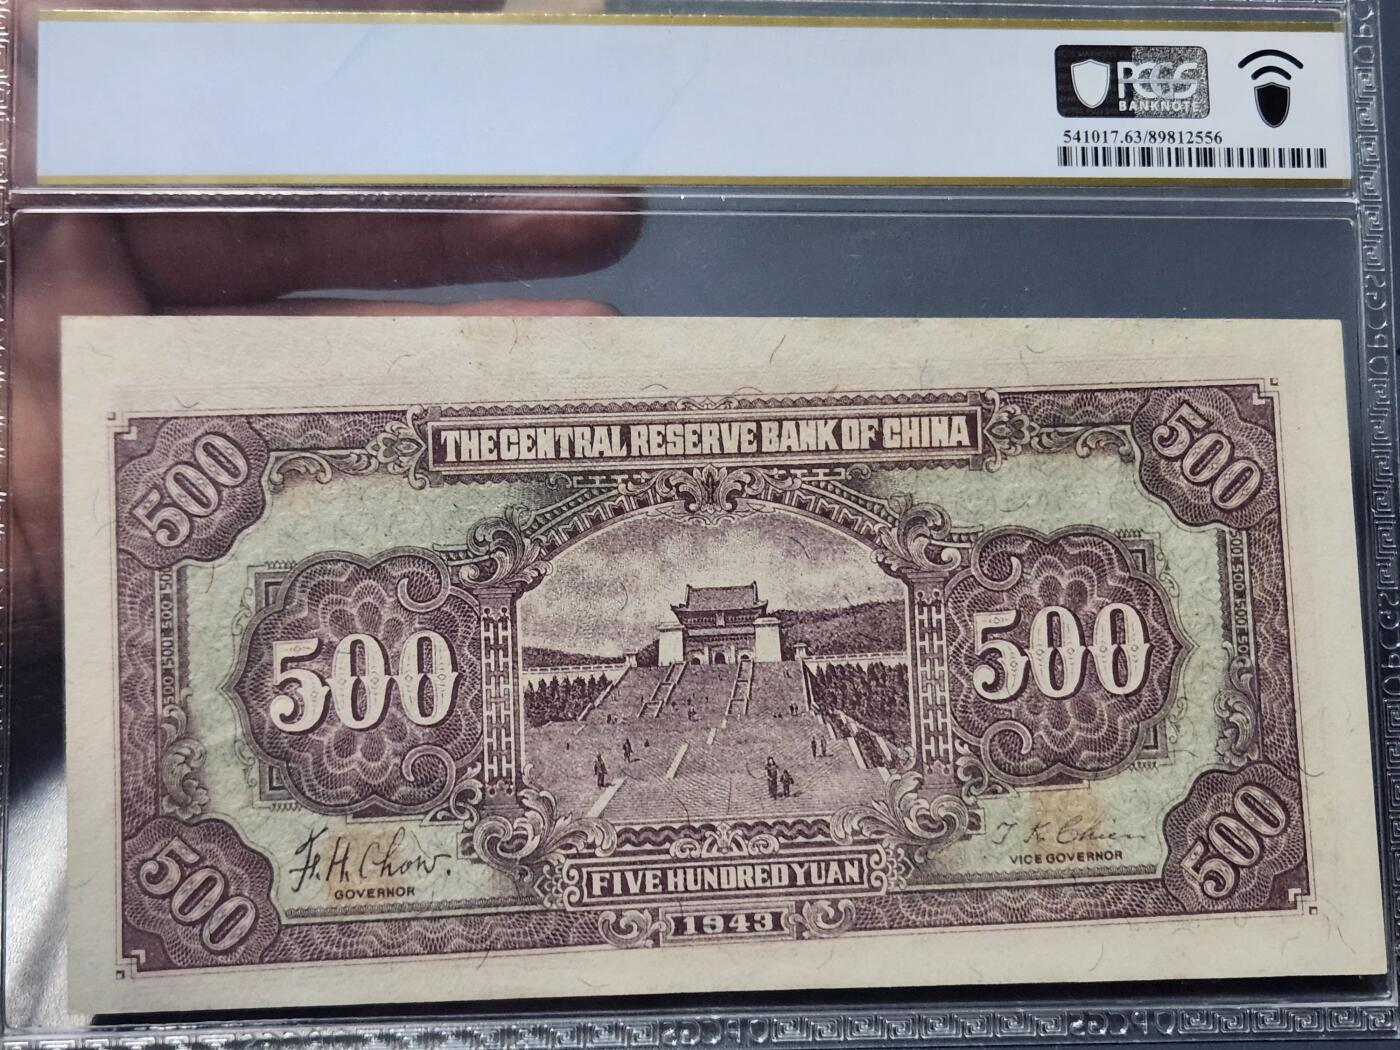 PCGS
BANKNOTE
541017.63/89812556
500
THE CENTRAL RESERVE BANK OF CHINA
500
500
500
F. H. Chow.
GOVERNOR
T K Chien
VICE GOVERNOR
500
FIVE HUNDRED YUAN
500
1943